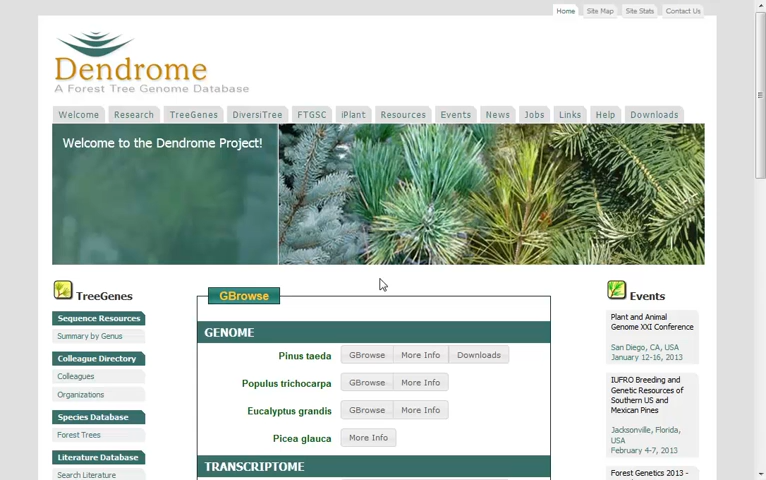 Home Site Map Site Stats Contact Us
Dendrome
A Forest Tree Genome Database
Welcome Research TreeGenes DiversiTree FTGSC iPlant Resources Events News Jobs Links Help Downloads
Welcome to the Dendrome Project!
TreeGenes
Sequence Resources
Summary by Genus
Colleague Directory
Colleagues
Organizations
Species Database
Forest Trees
Literature Database
Search Literature
GBrowse
GENOME
Pinus taeda GBrowse More Info Downloads
Populus trichocarpa GBrowse More Info
Eucalyptus grandis GBrowse More Info
Picea glauca More Info
TRANSCRIPTOME
Events
Plant and Animal
Genome XXI Conference
San Diego, CA, USA
January 12-16, 2013
IUFRO Breeding and
Genetic Resources of
Southern US and
Mexican Pines
Jacksonville, Florida,
USA
February 4-7, 2013
Forest Genetics 2013 -